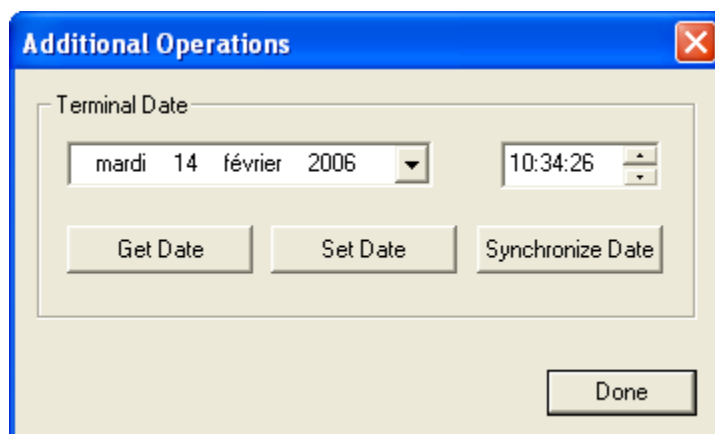 Additional Operations
Terminal Date
mardi 14 février 2006
10:34:26
Get Date
Set Date
Synchronize Date
Done